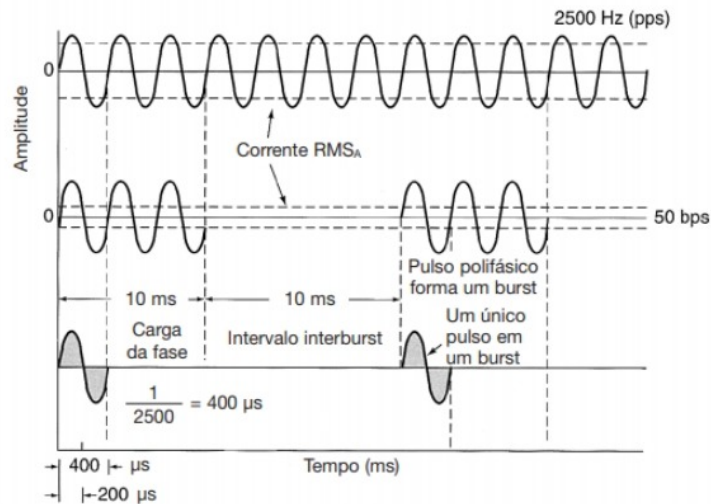 2500 Hz (pps)
0
Amplitude
Corrente RMSA
0
50 bps
Pulso polifásico
forma um burst
10 ms
10 ms
Carga
da fase
Intervalo interburst
Um único
pulso em
um burst
1
2500
= 400 µs
400
µs
Tempo (ms)
200 µs